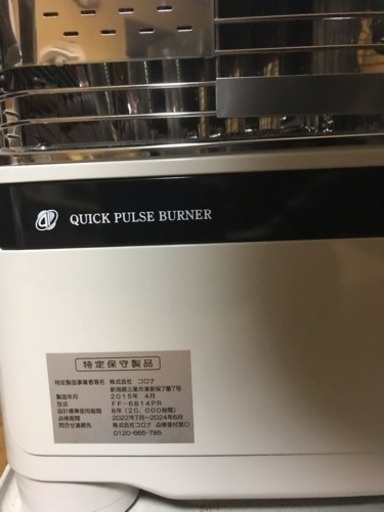 QUICK PULSE BURNER
特定保守製品
特定製造事業者等名 株式会社 コロナ
新潟県三条市東新保7番7号
製造年月 2015年 4月
型式 FF-6814PR
設計標準使用期間 8年(20,000時間)
点検期間 2022年7月~2024年6月
問合せ連絡先 株式会社コロナ 点検受付窓口
0120-665-785